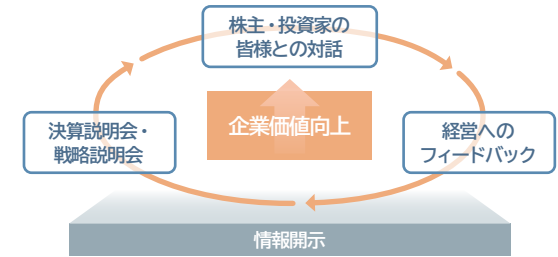 株主・投資家の
皆様との対話
決算説明会・
戦略説明会
企業価値向上
経営への
フィードバック
情報開示